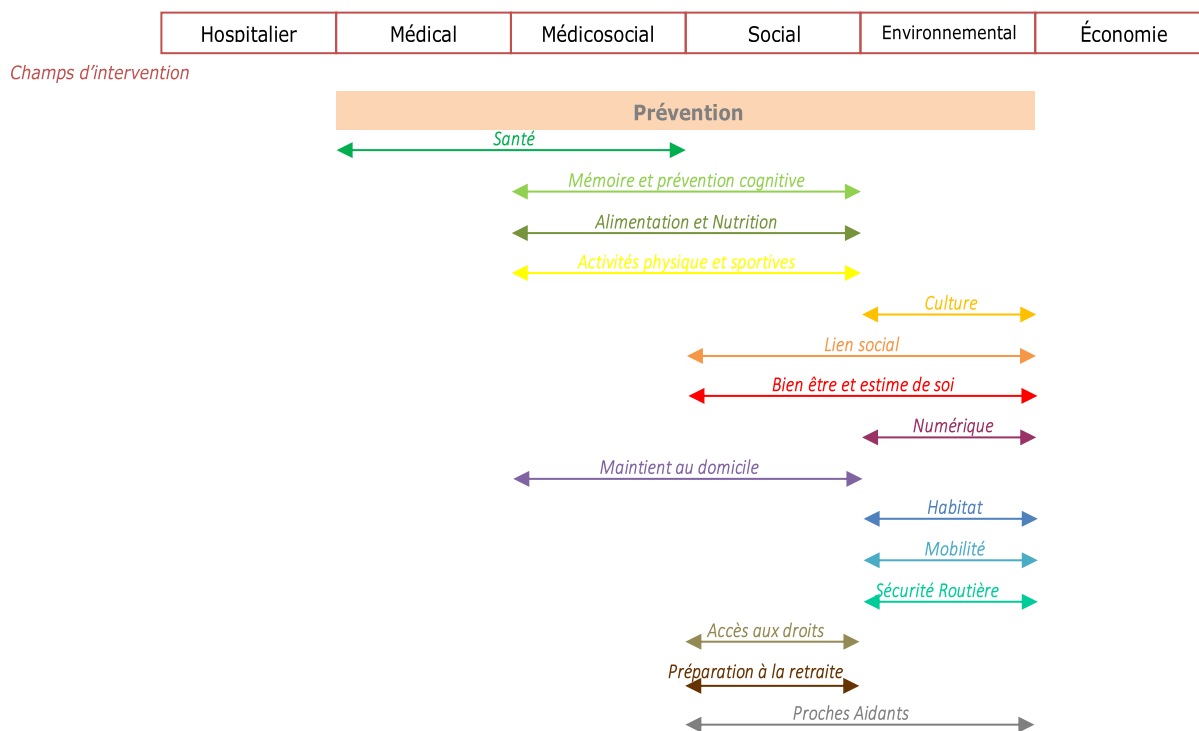 Hospitalier Médical Médicosocial Social Environnemental Économie
Champs d’intervention
Prévention
Santé
Mémoire et prévention cognitive
Alimentation et Nutrition
Activités physique et sportives
Culture
Lien social
Bien être et estime de soi
Numérique
Maintient au domicile
Habitat
Mobilité
Sécurité Routière
Accès aux droits
Préparation à la retraite
Proches Aidants